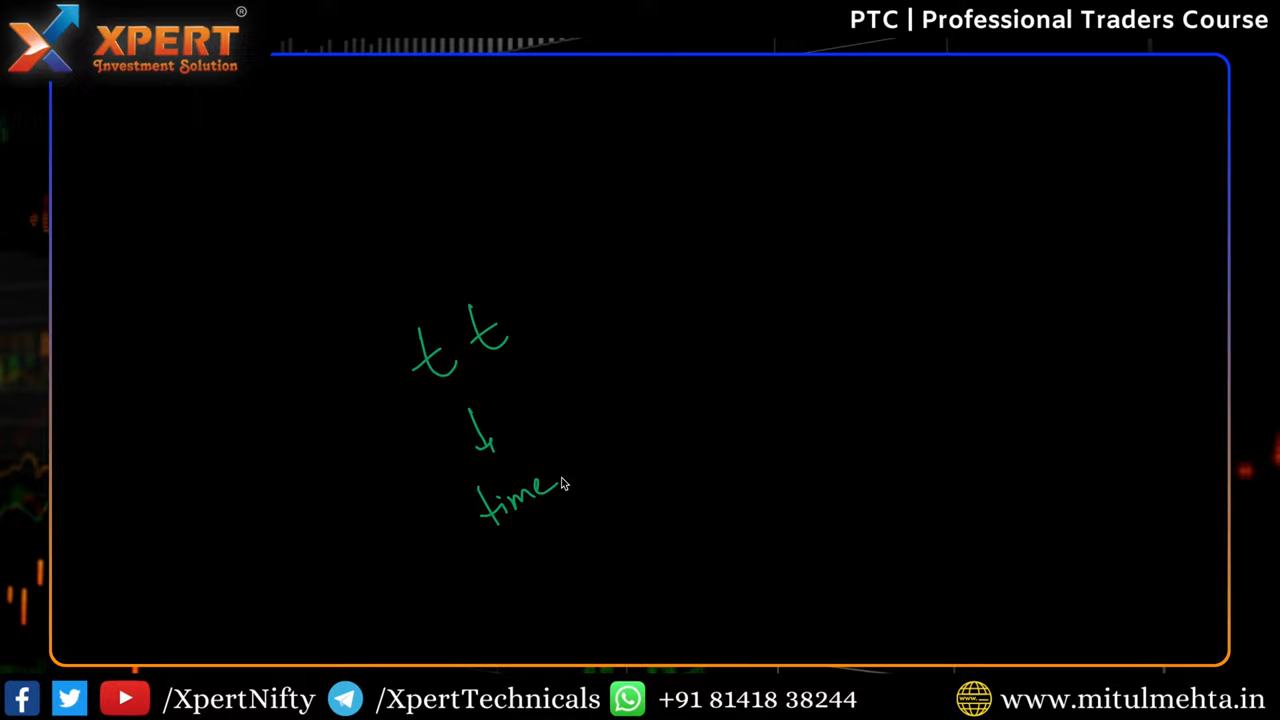 XPERT ®
Investment Solution
PTC | Professional Traders Course
t t
time
/XpertNifty /XpertTechnicals +91 81418 38244 www.mitulmehta.in